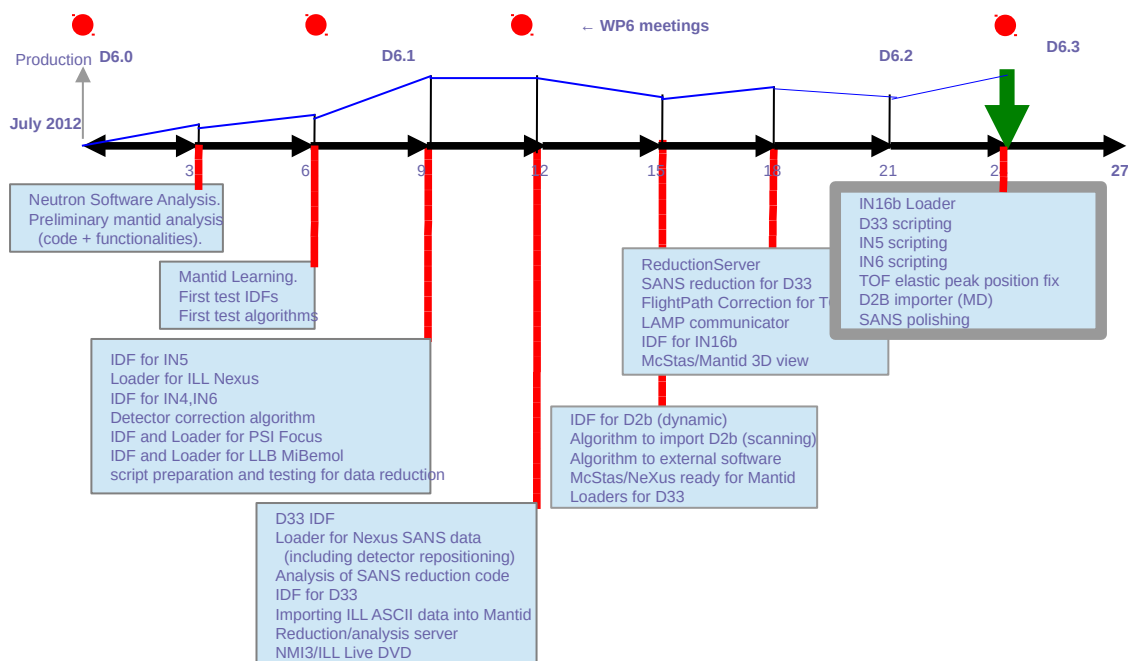 ← WP6 meetings
Production D6.0
D6.1
D6.2
D6.3
July 2012
3
6
9
12
15
18
21
2
27
Neutron Software Analysis.
Preliminary mantid analysis
(code + functionalities).
Mantid Learning.
First test IDFs
First test algorithms
IDF for IN5
Loader for ILL Nexus
IDF for IN4,IN6
Detector correction algorithm
IDF and Loader for PSI Focus
IDF and Loader for LLB MiBemol
script preparation and testing for data reduction
D33 IDF
Loader for Nexus SANS data
(including detector repositioning)
Analysis of SANS reduction code
IDF for D33
Importing ILL ASCII data into Mantid
Reduction/analysis server
NMI3/ILL Live DVD
IDF for D2b (dynamic)
Algorithm to import D2b (scanning)
Algorithm to external software
McStas/NeXus ready for Mantid
Loaders for D33
ReductionServer
SANS reduction for D33
FlightPath Correction for
LAMP communicator
IDF for IN16b
McStas/Mantid 3D view
IN16B Loader
D33 scripting
IN5 scripting
IN6 scripting
TOF elastic peak position fix
D2B importer (MD)
SANS polishing